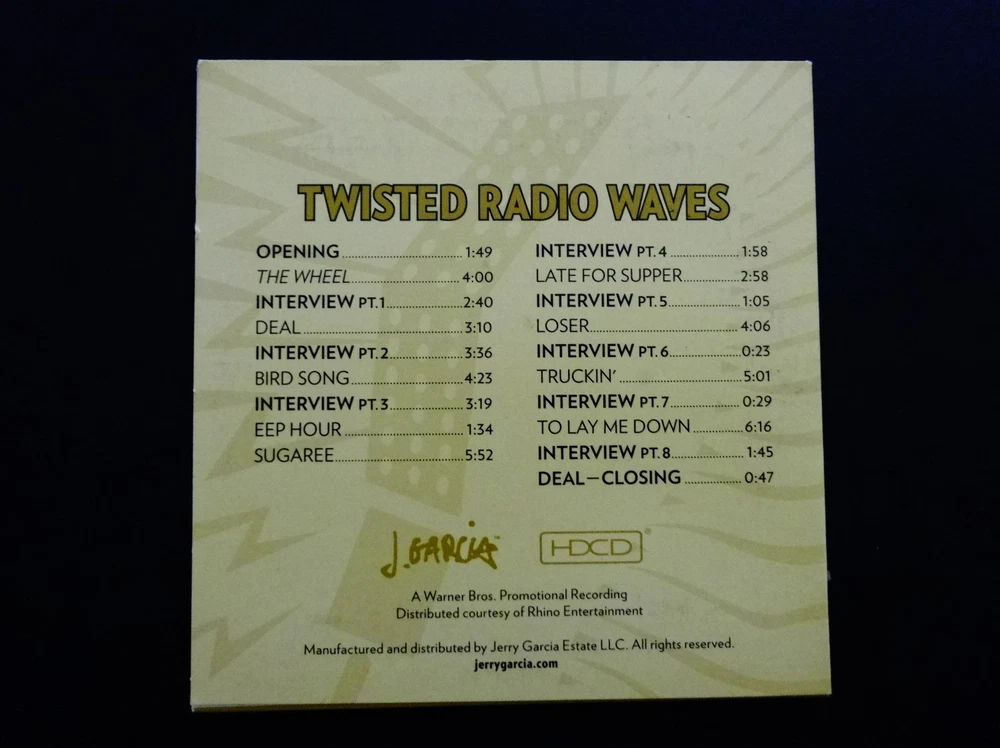 TWISTED RADIO WAVES
OPENING 1:49
THE WHEEL 4:00
INTERVIEW PT.1 2:40
DEAL 3:10
INTERVIEW PT.2 3:36
BIRD SONG 4:23
INTERVIEW PT.3 3:19
EEP HOUR 1:34
SUGAREE 5:52
INTERVIEW PT.4 1:58
LATE FOR SUPPER 2:58
INTERVIEW PT.5 1:05
LOSER 4:06
INTERVIEW PT.6 0:23
TRUCKIN' 5:01
INTERVIEW PT.7 0:29
TO LAY ME DOWN 6:16
INTERVIEW PT.8 1:45
DEAL—CLOSING 0:47
J. GARCIA
HDCD®
A Warner Bros. Promotional Recording
Distributed courtesy of Rhino Entertainment
Manufactured and distributed by Jerry Garcia Estate LLC. All rights reserved.
jerrygarcia.com